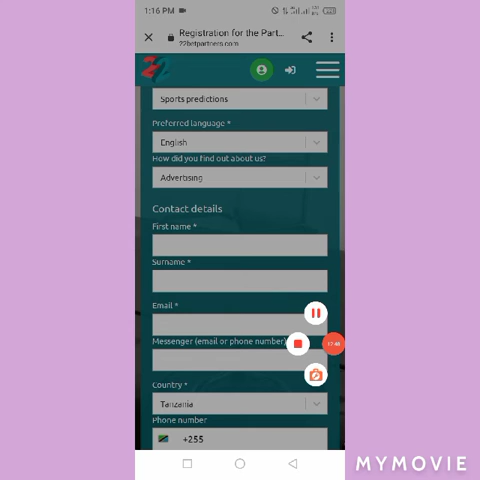 1:16 PM
Registration for the Part...
22betpartners.com
22
Sports predictions
Preferred language *
English
How did you find out about us?
Advertising
Contact details
First name *
Surname *
Email *
Messenger (email or phone number)
Country *
Tanzania
Phone number
+255
MYMOVIE